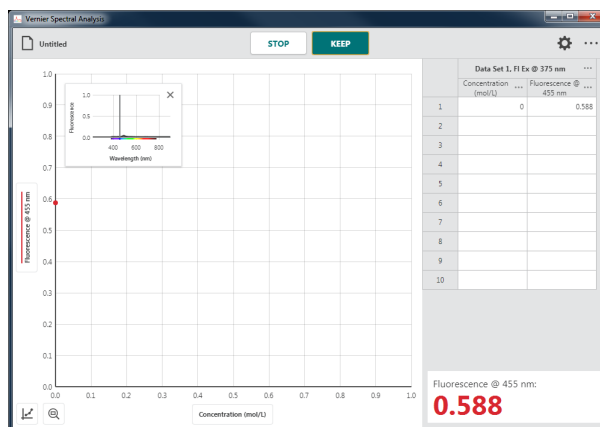 Vernier Spectral Analysis
Untitled
STOP
KEEP
...
Data Set 1, Fl Ex @ 375 nm ...
Concentration (mol/L) ...
Fluorescence @ 455 nm ...
1 0 0.588
2
3
4
5
6
7
8
9
10
1.0
0.9
0.8
0.7
0.6
0.5
0.4
0.3
0.2
0.1
0.0
Fluorescence @ 455 nm
1.0
0.5
0.0
Fluorescence
400 600 800
Wavelength (nm)
0.0 0.1 0.2 0.3 0.4 0.5 0.6 0.7 0.8 0.9 1.0
Concentration (mol/L)
Fluorescence @ 455 nm:
0.588